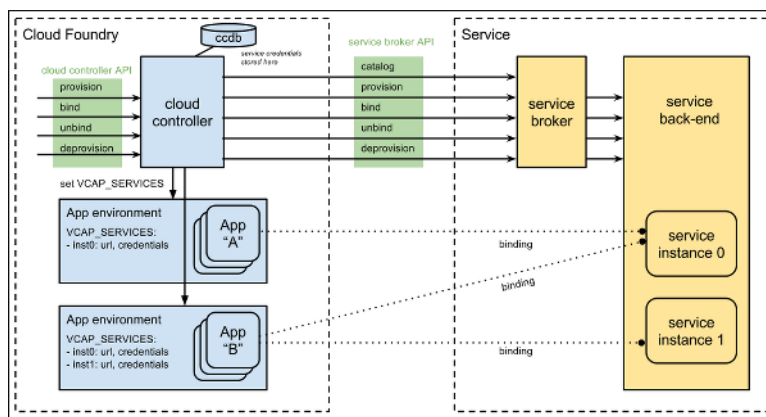 Cloud Foundry
ccdb
service credentials
stored here
service broker API
Service
cloud controller API
provision
bind
unbind
deprovision
cloud
controller
catalog
provision
bind
unbind
deprovision
service
broker
service
back-end
set VCAP_SERVICES
App environment
VCAP_SERVICES:
- inst0: url, credentials
App
"A"
binding
service
instance 0
binding
App environment
VCAP_SERVICES:
- inst0: url, credentials
- inst1: url, credentials
App
"B"
binding
service
instance 1